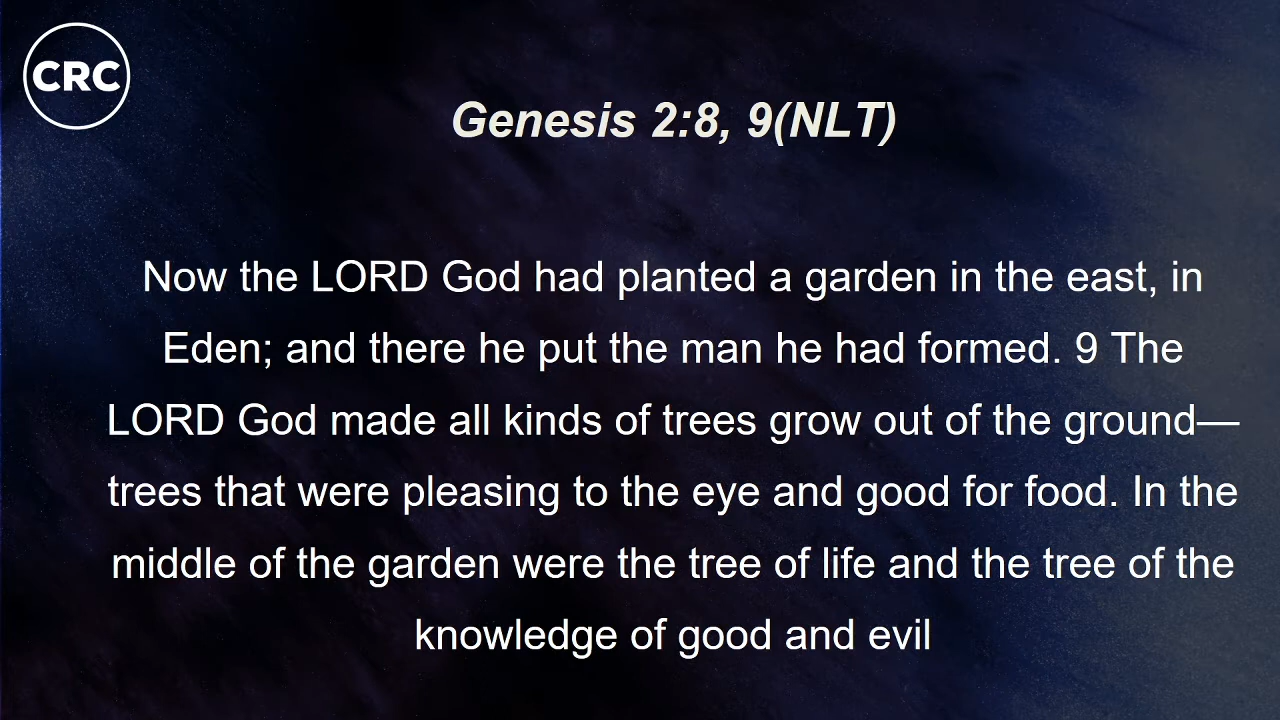 CRC
Genesis 2:8, 9(NLT)
Now the LORD God had planted a garden in the east, in
Eden; and there he put the man he had formed. 9 The
LORD God made all kinds of trees grow out of the ground—
trees that were pleasing to the eye and good for food. In the
middle of the garden were the tree of life and the tree of the
knowledge of good and evil